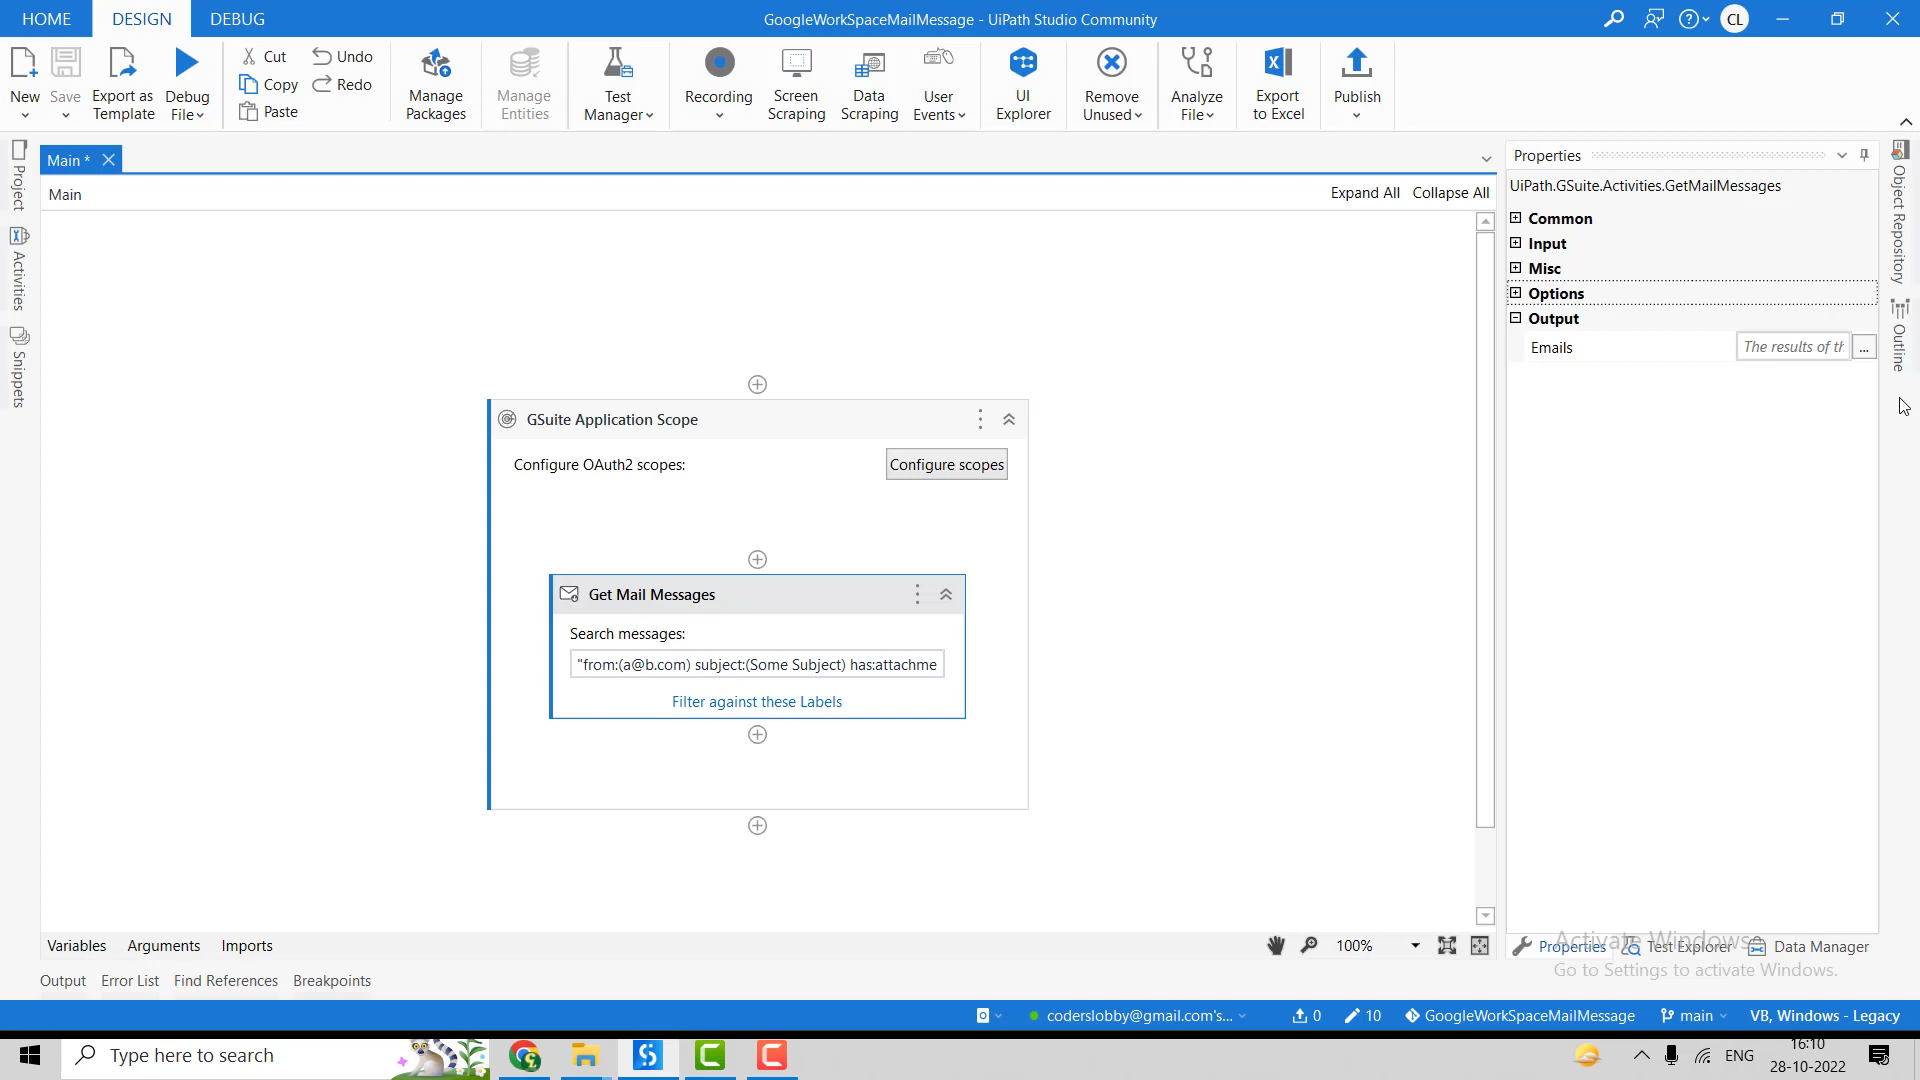 HOME DESIGN DEBUG GoogleWorkSpaceMailMessage - UiPath Studio Community CL
New Save Export as Template Debug File
Cut Undo
Copy Redo
Paste
Manage Packages Manage Entities Test Manager Recording Screen Scraping Data Scraping User Events UI Explorer Remove Unused Analyze File Export to Excel Publish
Project
Activities
Snippets
Main *
Main Expand All Collapse All
GSuite Application Scope
Configure OAuth2 scopes: Configure scopes
Get Mail Messages
Search messages:
"from:(a@b.com) subject:(Some Subject) has:attachme
Filter against these Labels
Properties
UiPath.GSuite.Activities.GetMailMessages
Common
Input
Misc
Options
Output
Emails The results of th ...
Object Repository
Outline
Variables Arguments Imports 100%
Properties Test Explorer Data Manager
Activate Windows
Go to Settings to activate Windows.
Output Error List Find References Breakpoints
coderslobby@gmail.com's... 0 10 GoogleWorkSpaceMailMessage main VB, Windows - Legacy
Type here to search ENG 16:10
28-10-2022